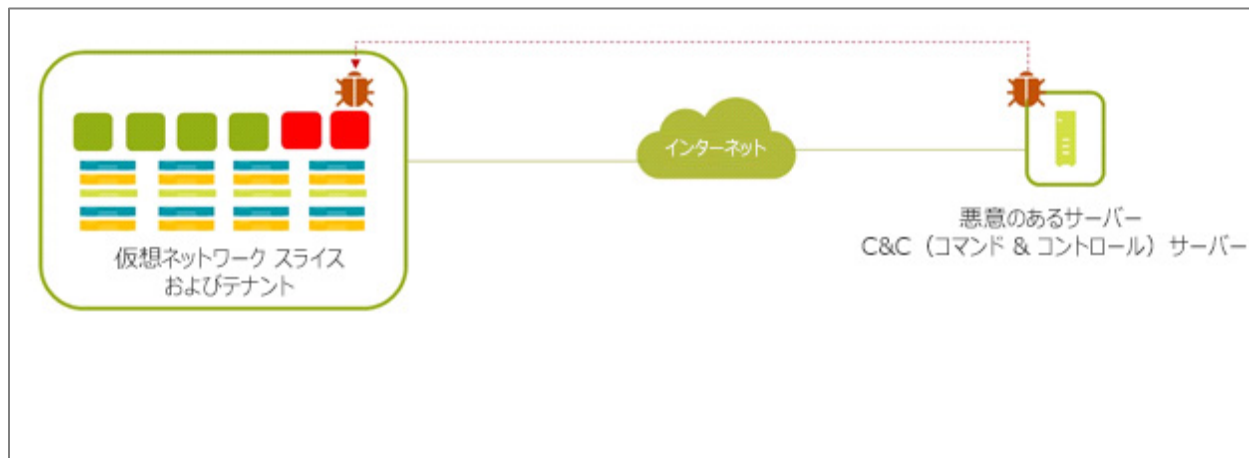 インターネット
悪意のあるサーバー
C&C（コマンド & コントロール）サーバー
仮想ネットワーク スライス
およびテナント